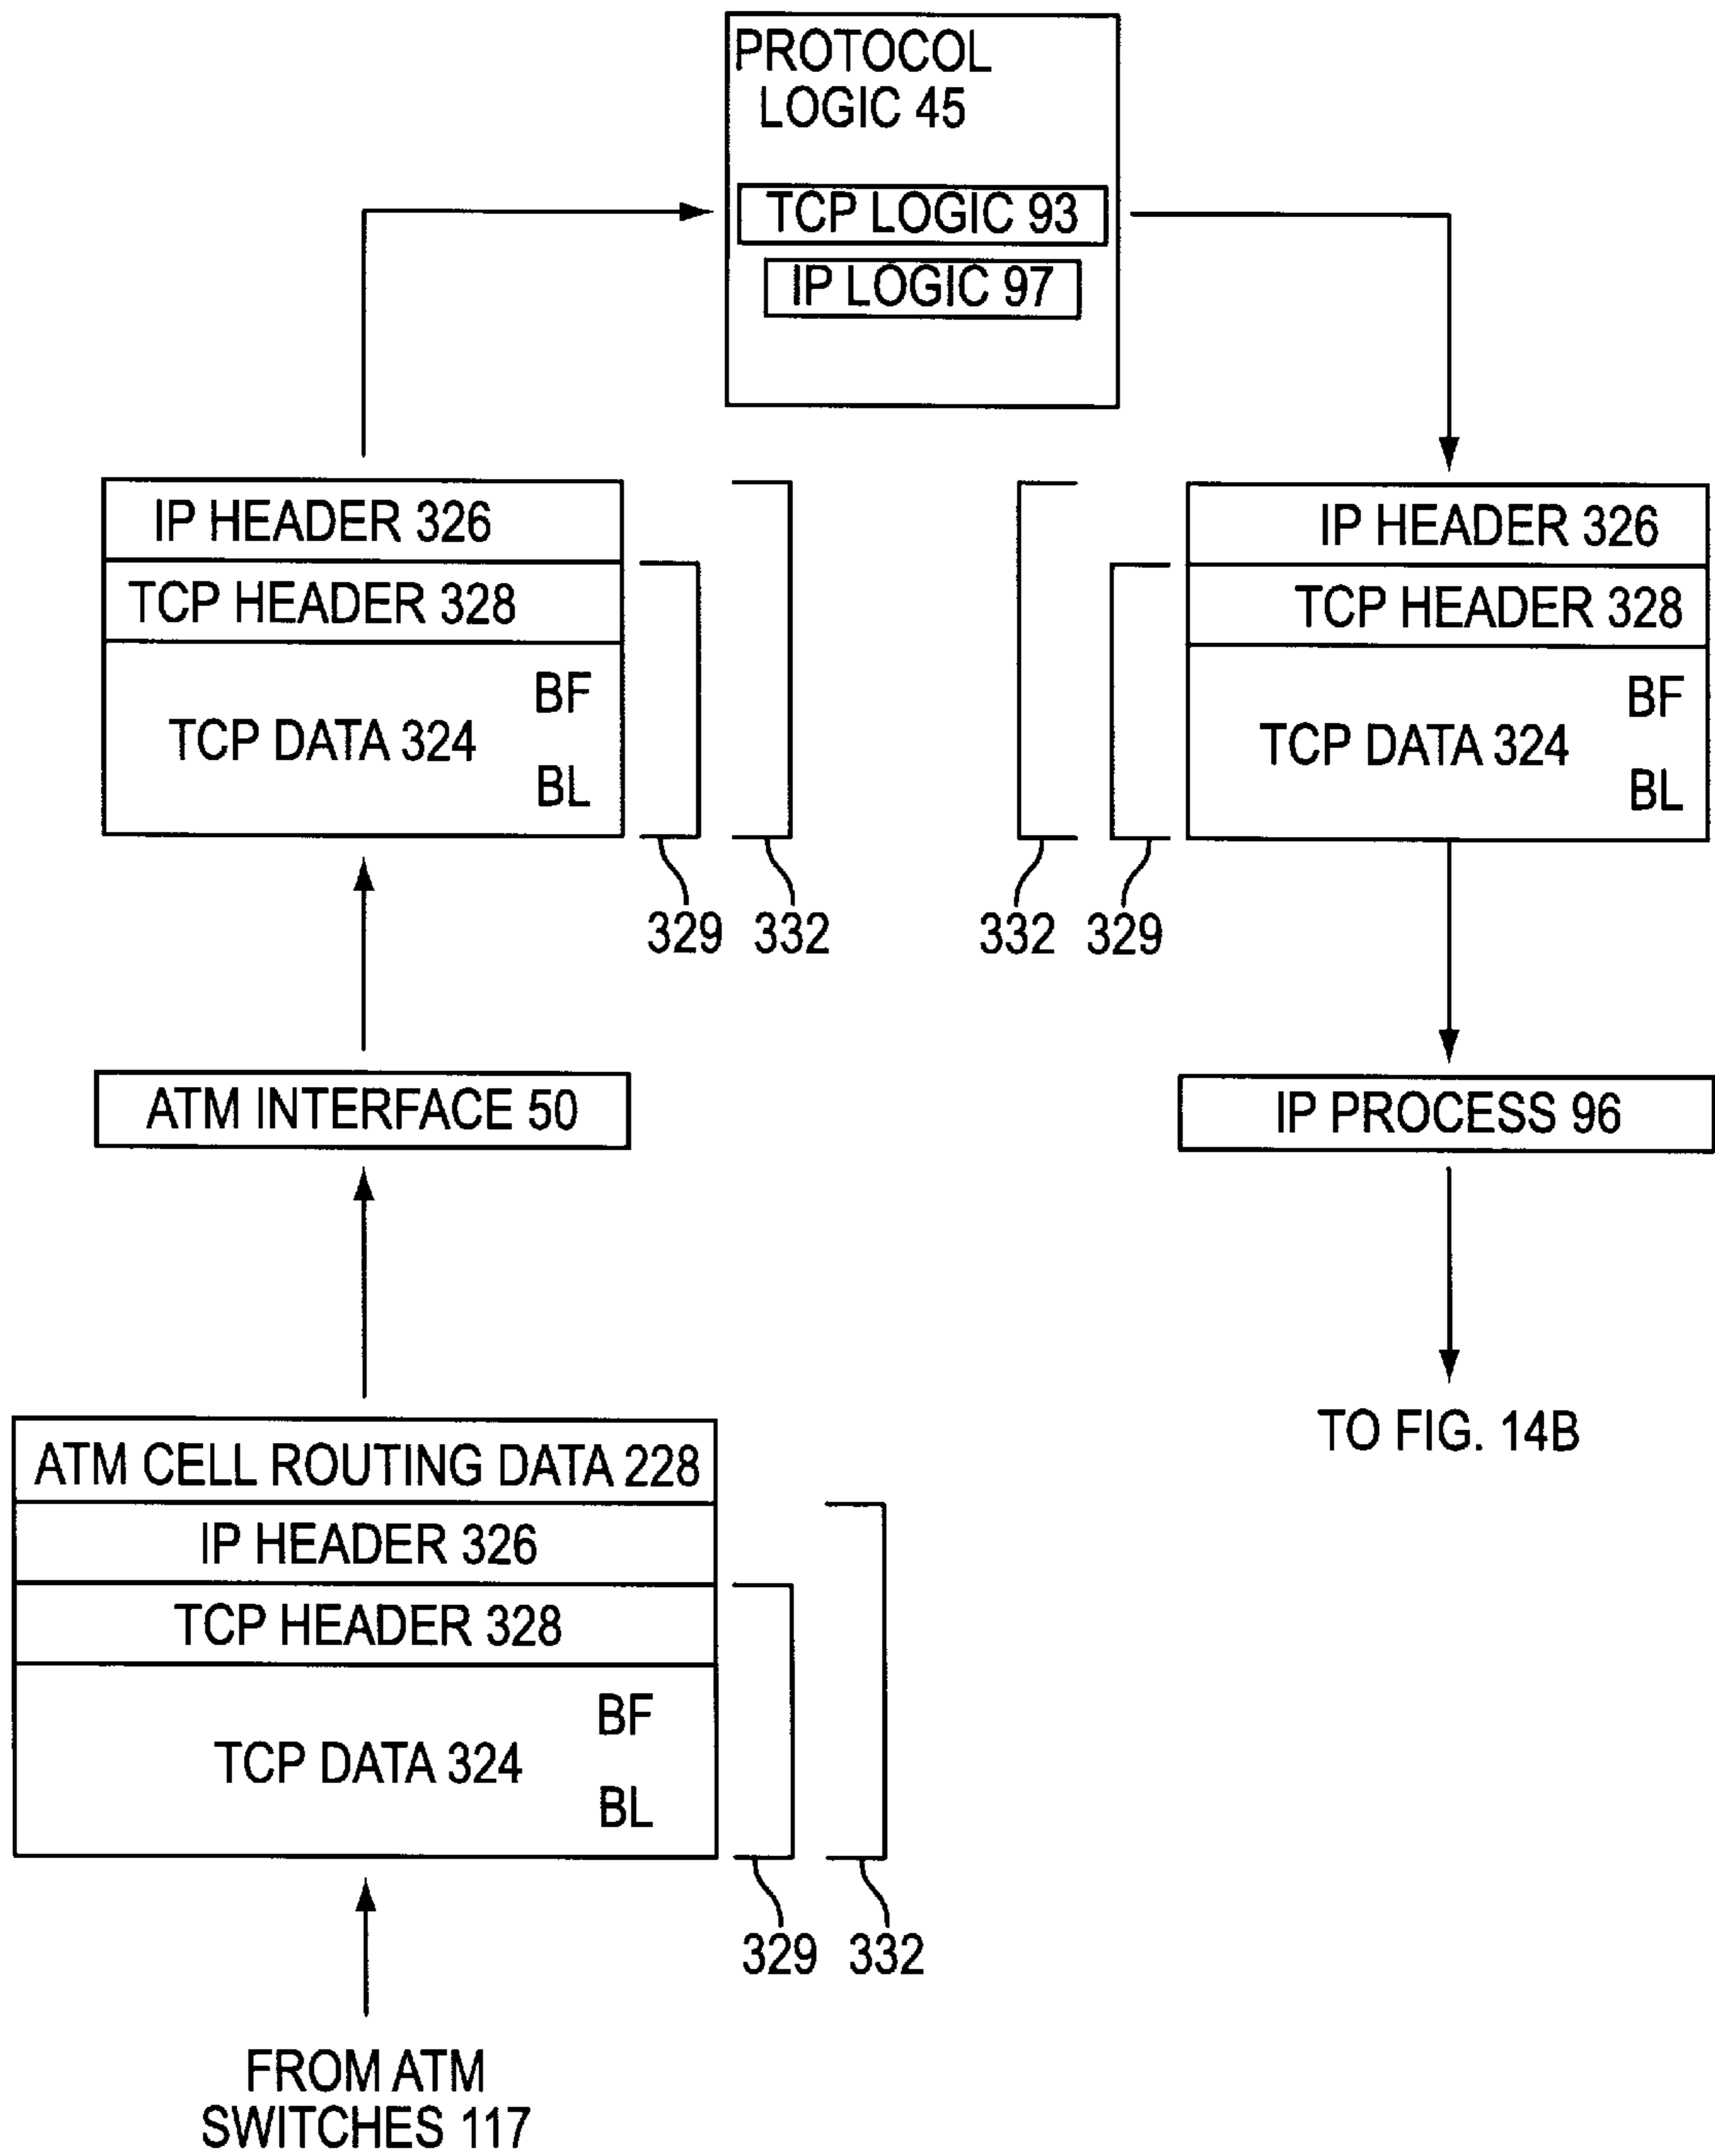 PROTOCOL
LOGIC 45
TCP LOGIC 93
IP LOGIC 97
IP HEADER 326
TCP HEADER 328
BF
TCP DATA 324
BL
329 332
IP HEADER 326
TCP HEADER 328
BF
TCP DATA 324
BL
332 329
ATM INTERFACE 50
IP PROCESS 96
TO FIG. 14B
ATM CELL ROUTING DATA 228
IP HEADER 326
TCP HEADER 328
BF
TCP DATA 324
BL
329 332
FROM ATM
SWITCHES 117